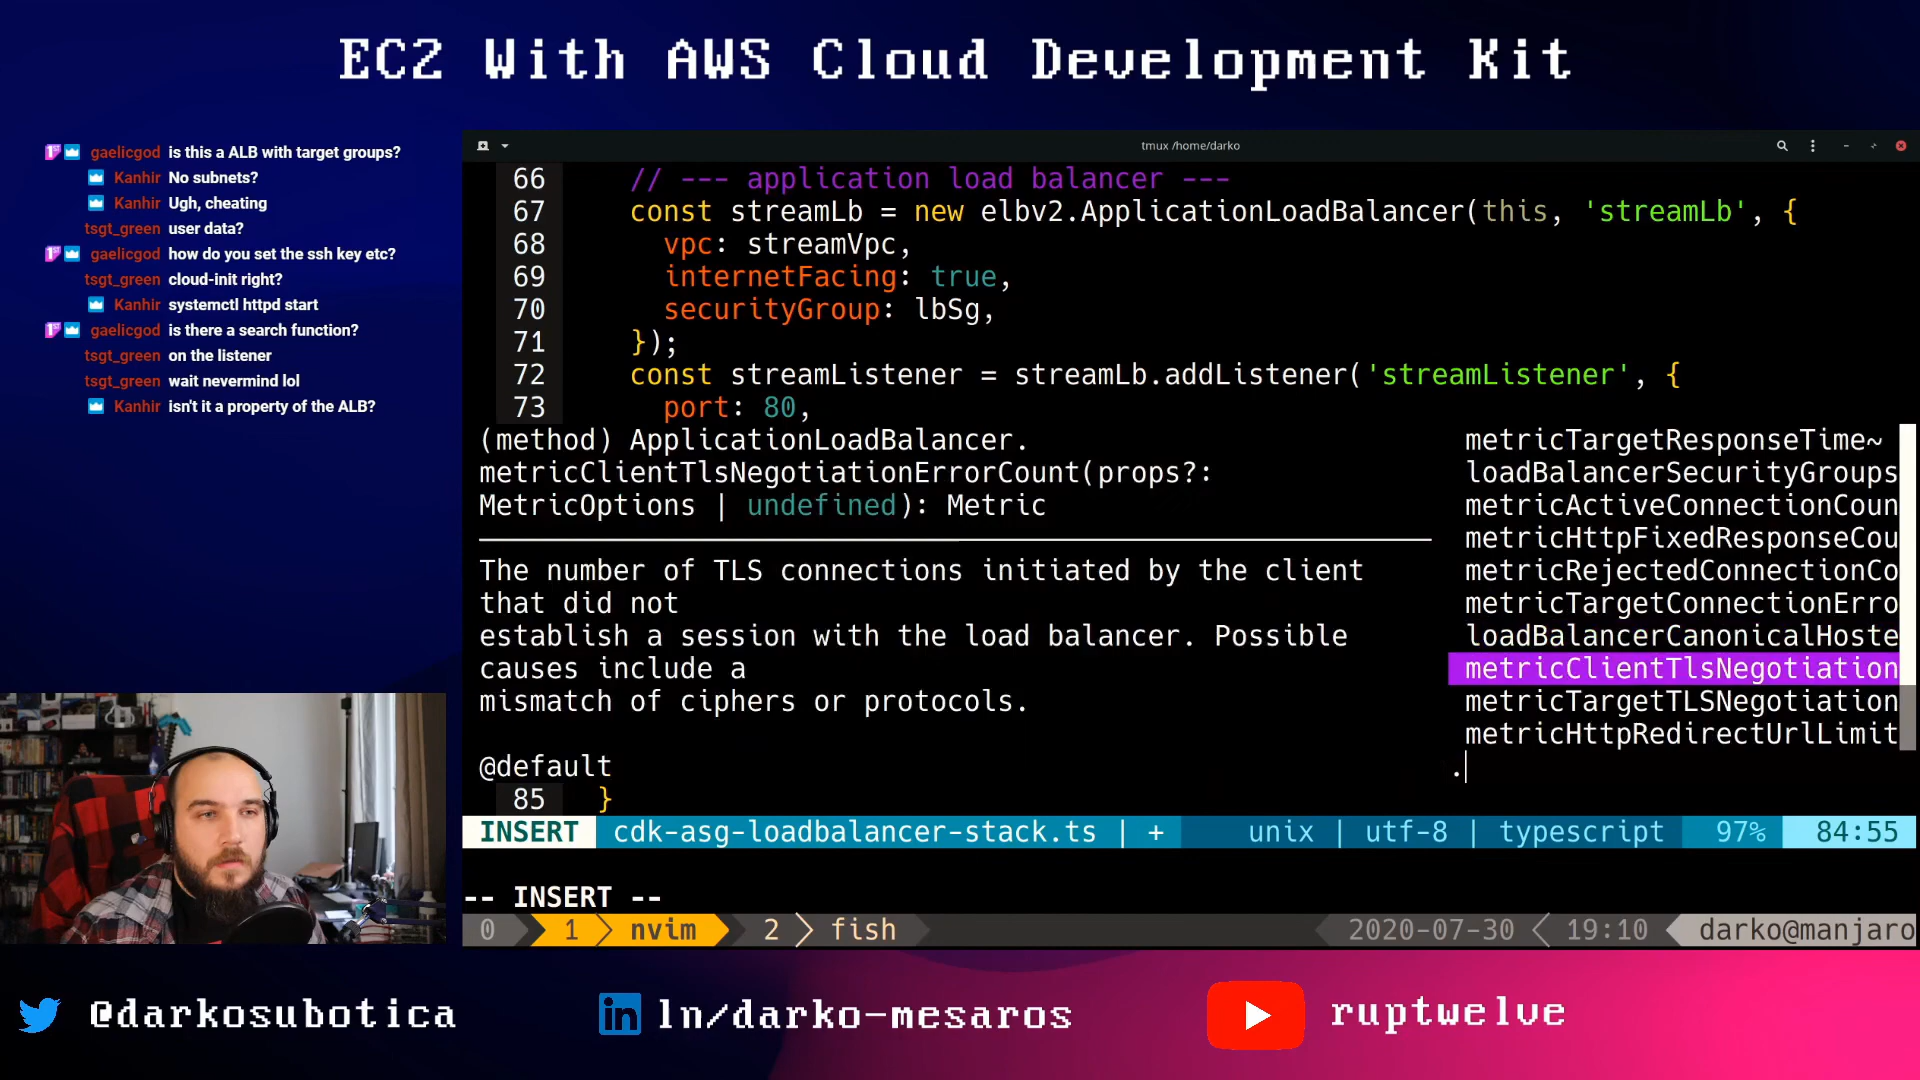 EC2 With AWS Cloud Development Kit
gaelicgod is this a ALB with target groups?
Kanhir No subnets?
Kanhir Ugh, cheating
tsgt_green user data?
gaelicgod how do you set the ssh key etc?
tsgt_green cloud-init right?
Kanhir systemctl httpd start
gaelicgod is there a search function?
tsgt_green on the listener
tsgt_green wait nevermind lol
Kanhir isn't it a property of the ALB?
tmux /home/darko
66 // --- application load balancer ---
67 const streamLb = new elbv2.ApplicationLoadBalancer(this, 'streamLb', {
68 vpc: streamVpc,
69 internetFacing: true,
70 securityGroup: lbSg,
71 });
72 const streamListener = streamLb.addListener('streamListener', {
73 port: 80,
(method) ApplicationLoadBalancer.
metricClientTlsNegotiationErrorCount(props?:
MetricOptions | undefined): Metric
The number of TLS connections initiated by the client
that did not
establish a session with the load balancer. Possible
causes include a
mismatch of ciphers or protocols.
@default
metricTargetResponseTime~
loadBalancerSecurityGroups
metricActiveConnectionCoun
metricHttpFixedResponseCou
metricRejectedConnectionCo
metricTargetConnectionErro
loadBalancerCanonicalHoste
metricClientTlsNegotiation
metricTargetTLSNegotiation
metricHttpRedirectUrlLimit
.
85 }
INSERT cdk-asg-loadbalancer-stack.ts | + unix | utf-8 | typescript 97% 84:55
-- INSERT --
0 1 nvim 2 fish 2020-07-30 19:10 darko@manjaro
@darkosubotica
in ln/darko-mesaros
ruptwelve